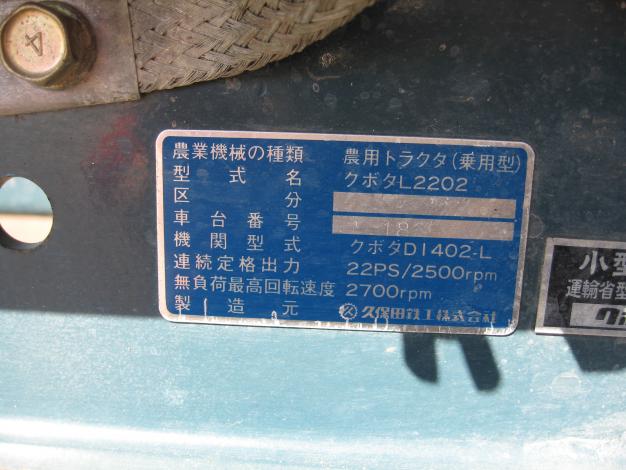 4
農業機械の種類 農用トラクタ(乗用型)
型式名 クボタL2202
区分
車台番号 18
機関型式 クボタD1402-L
連続定格出力 22PS/2500rpm
無負荷最高回転速度 2700rpm
製造元 久保田鉄工株式会社
小型
運輸省型